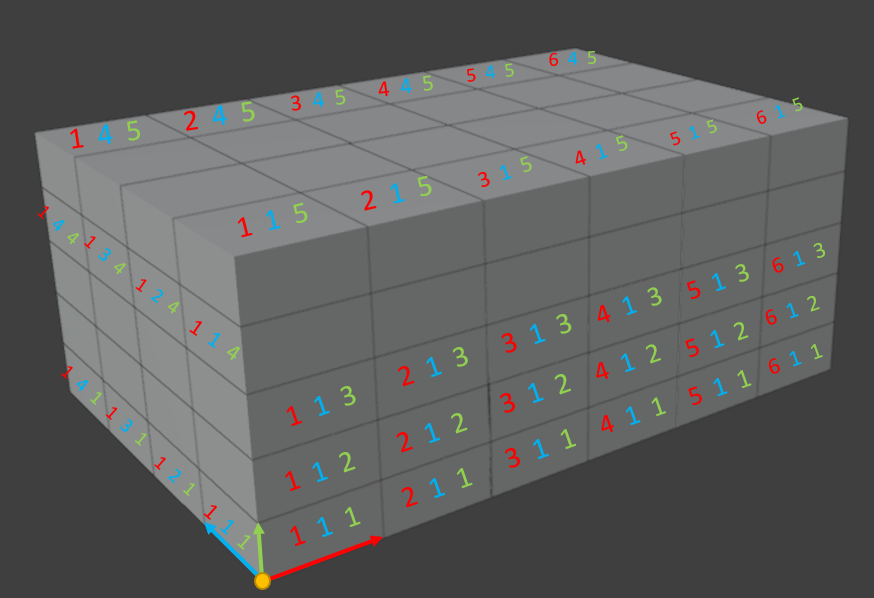 1 4 5
2 4 5
3 4 5
4 4 5
5 4 5
6 4 5
1 1 5
2 1 5
3 1 5
4 1 5
5 1 5
6 1 5
1 4 4
1 3 4
1 2 4
1 1 4
1 1 3
2 1 3
3 1 3
4 1 3
5 1 3
6 1 3
1 1 2
2 1 2
3 1 2
4 1 2
5 1 2
6 1 2
1 4 1
1 3 1
1 2 1
1 1 1
1 1 1
2 1 1
3 1 1
4 1 1
5 1 1
6 1 1